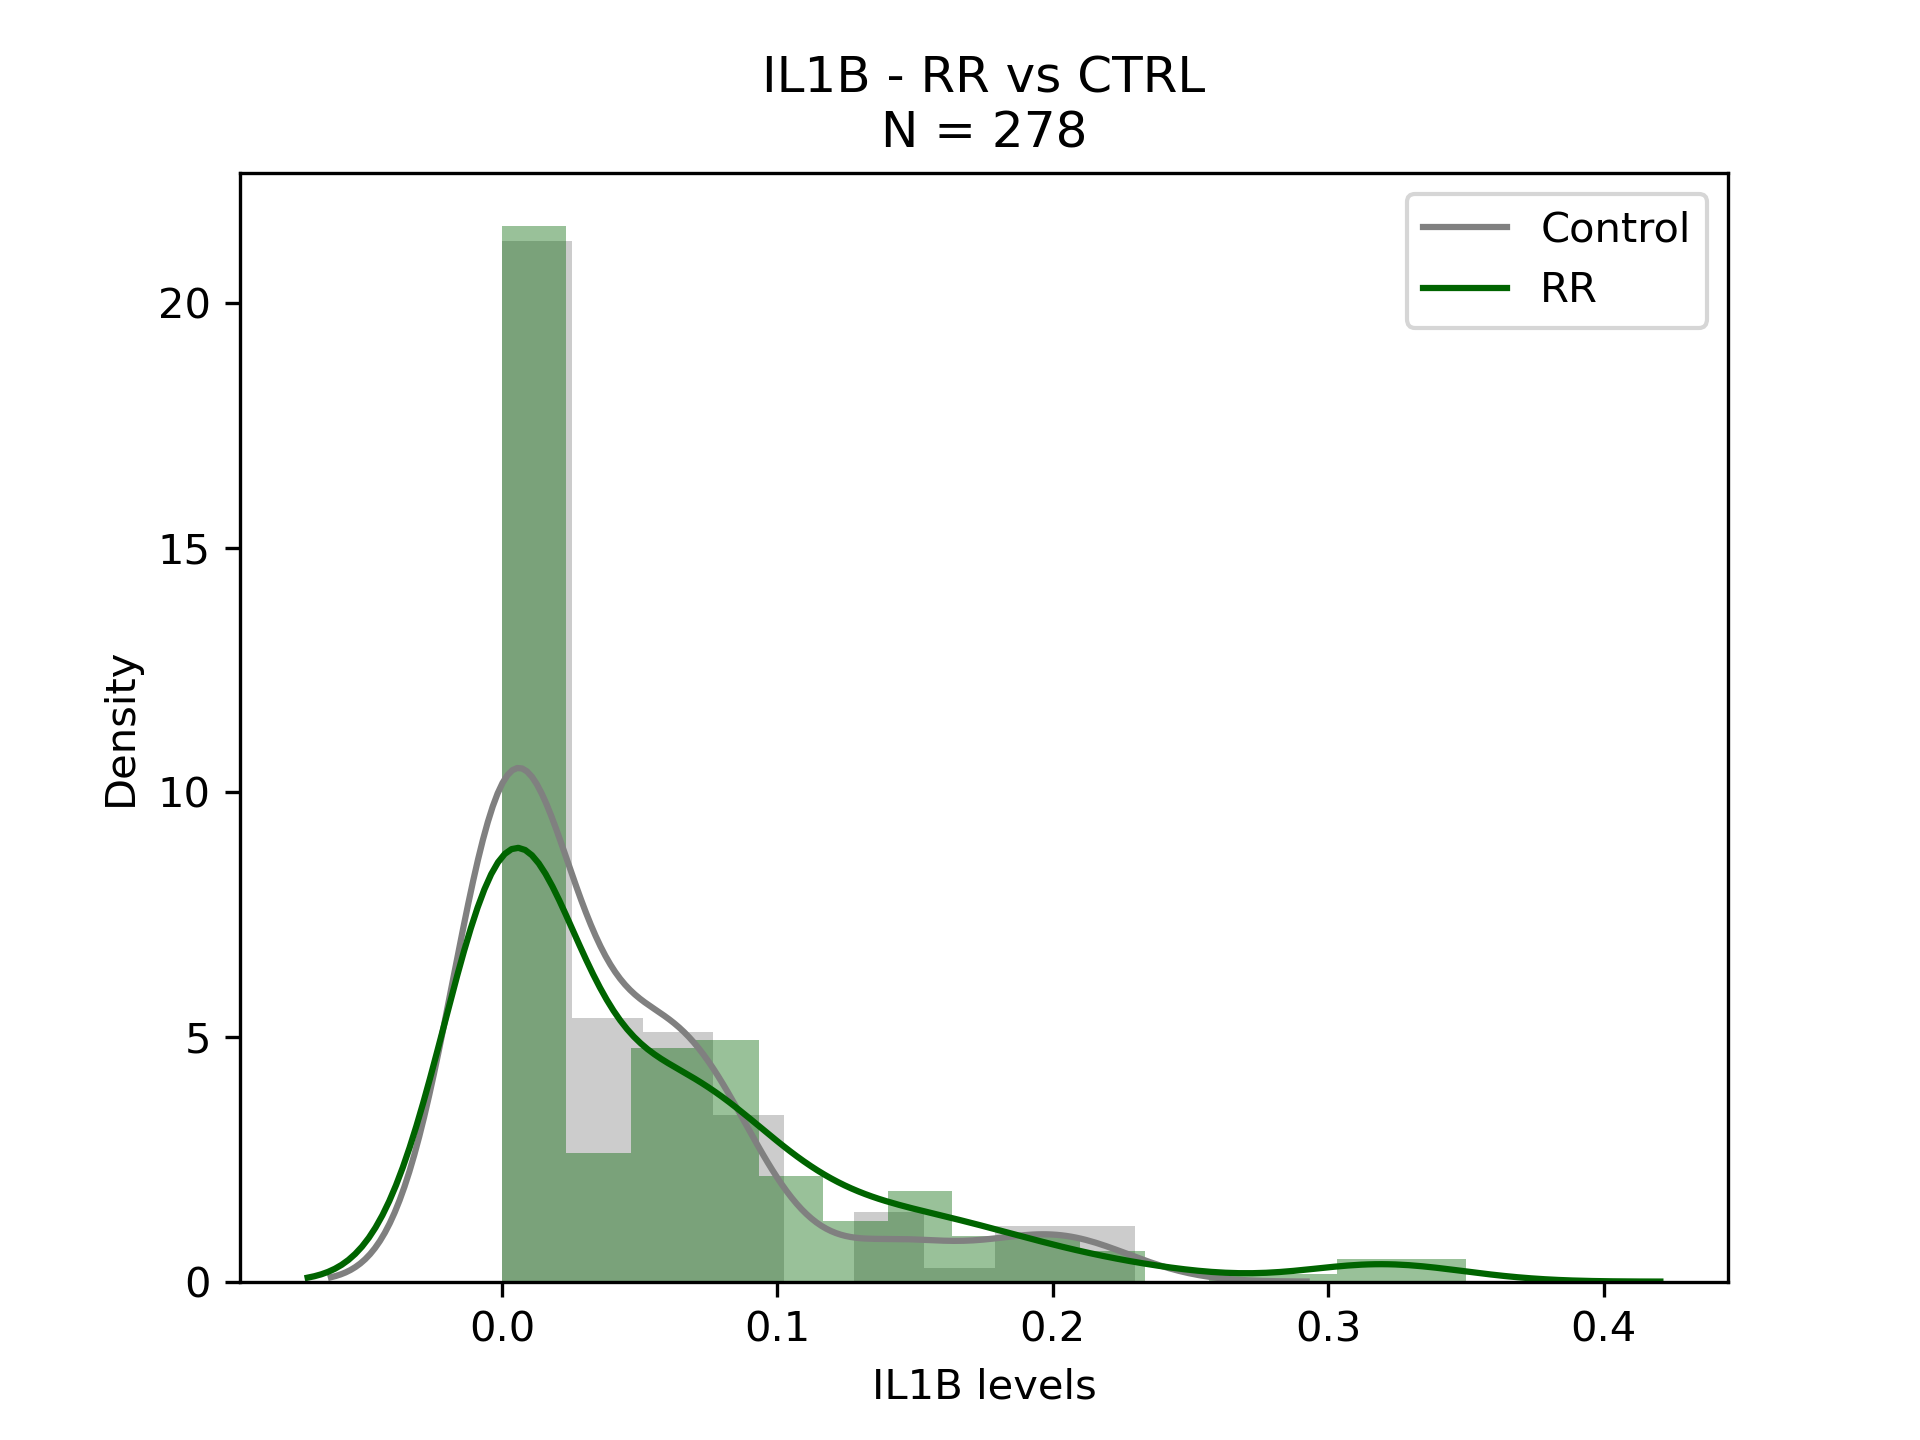 IL1B - RR vs CTRL
N = 278
Control
RR
Density
20
15
10
5
0
0.0 0.1 0.2 0.3 0.4
IL1B levels